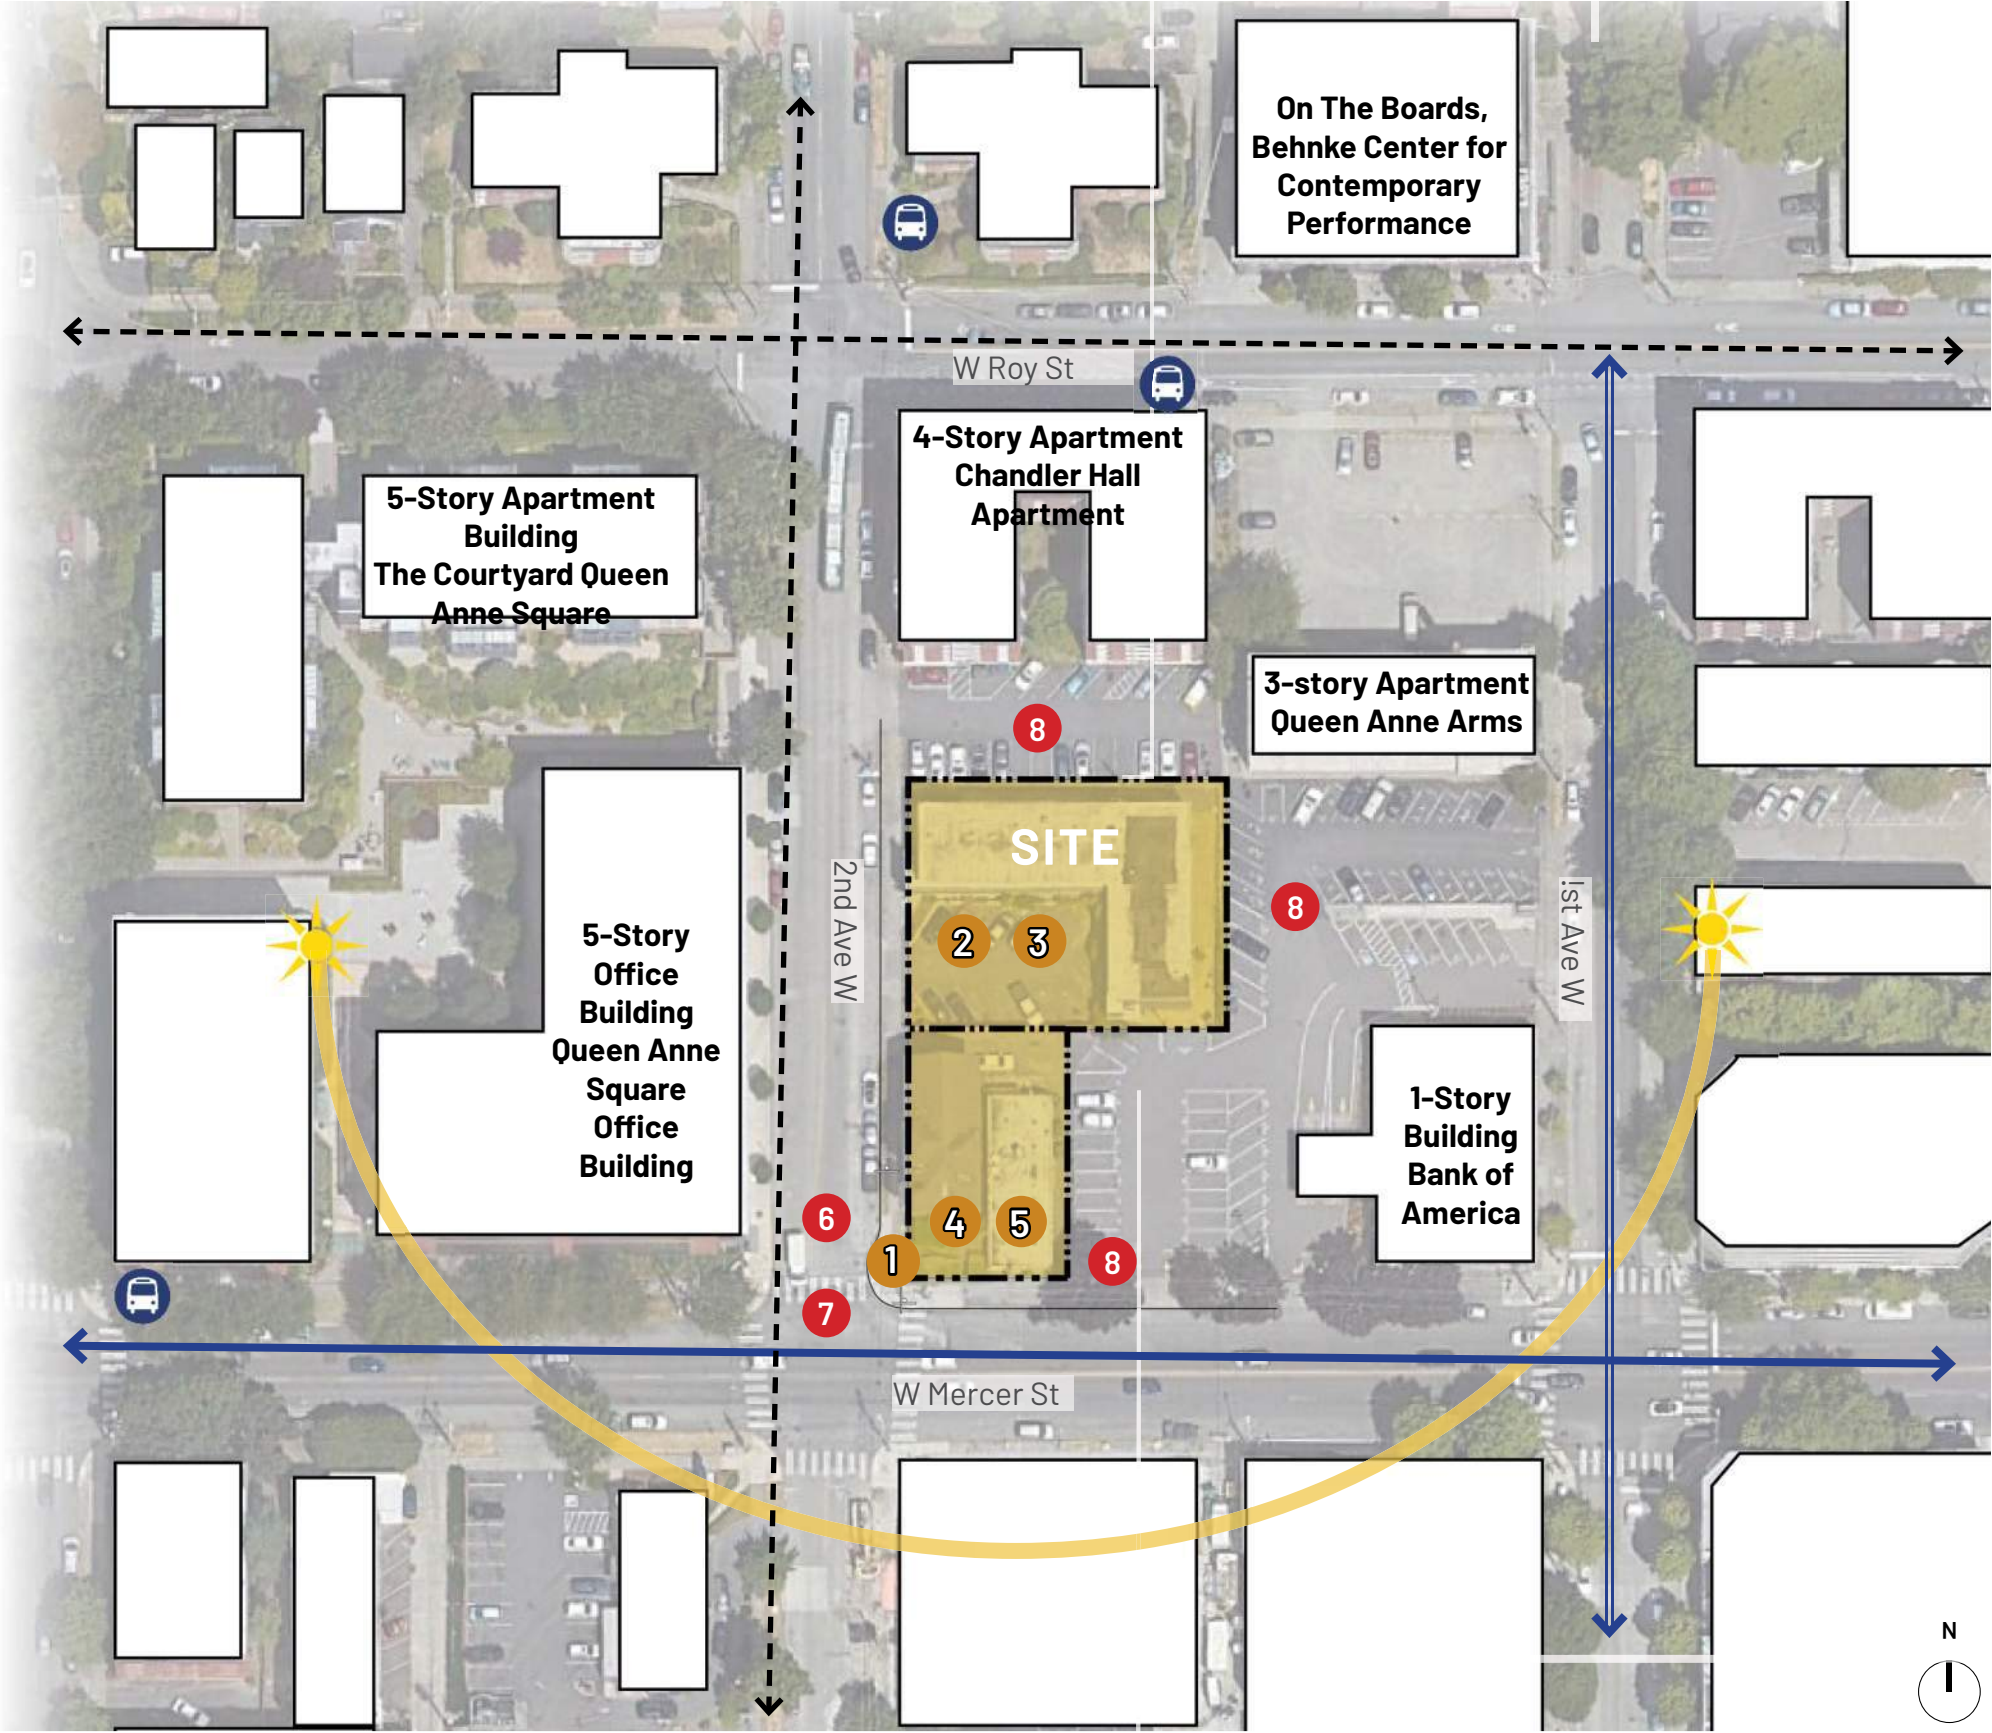 On The Boards,
Behnke Center for
Contemporary
Performance
W Roy St
4-Story Apartment
Chandler Hall
Apartment
5-Story Apartment
Building
The Courtyard Queen
Anne Square
3-story Apartment
Queen Anne Arms
8
SITE
2nd Ave W
8
!st Ave W
2
3
5-Story
Office
Building
Queen Anne
Square
Office
Building
1-Story
Building
Bank of
America
6
4
5
1
8
7
W Mercer St
N